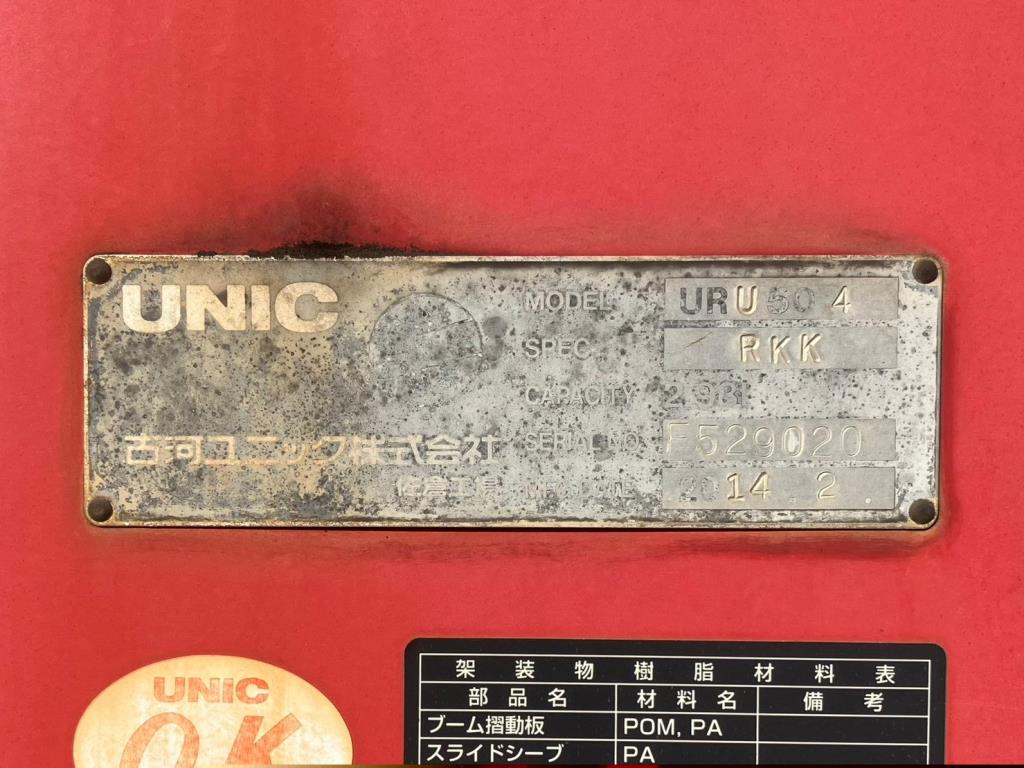 UNIC
MODEL URU504
SPEC. RKK
CAPACITY 2.93t
古河ユニック株式会社 SERIAL NO. F529020
佐倉工場 2014.2.
UNIC
OK
架装物樹脂材料表
部品名 材料名 備考
ブーム摺動板 POM, PA
スライドシーブ PA